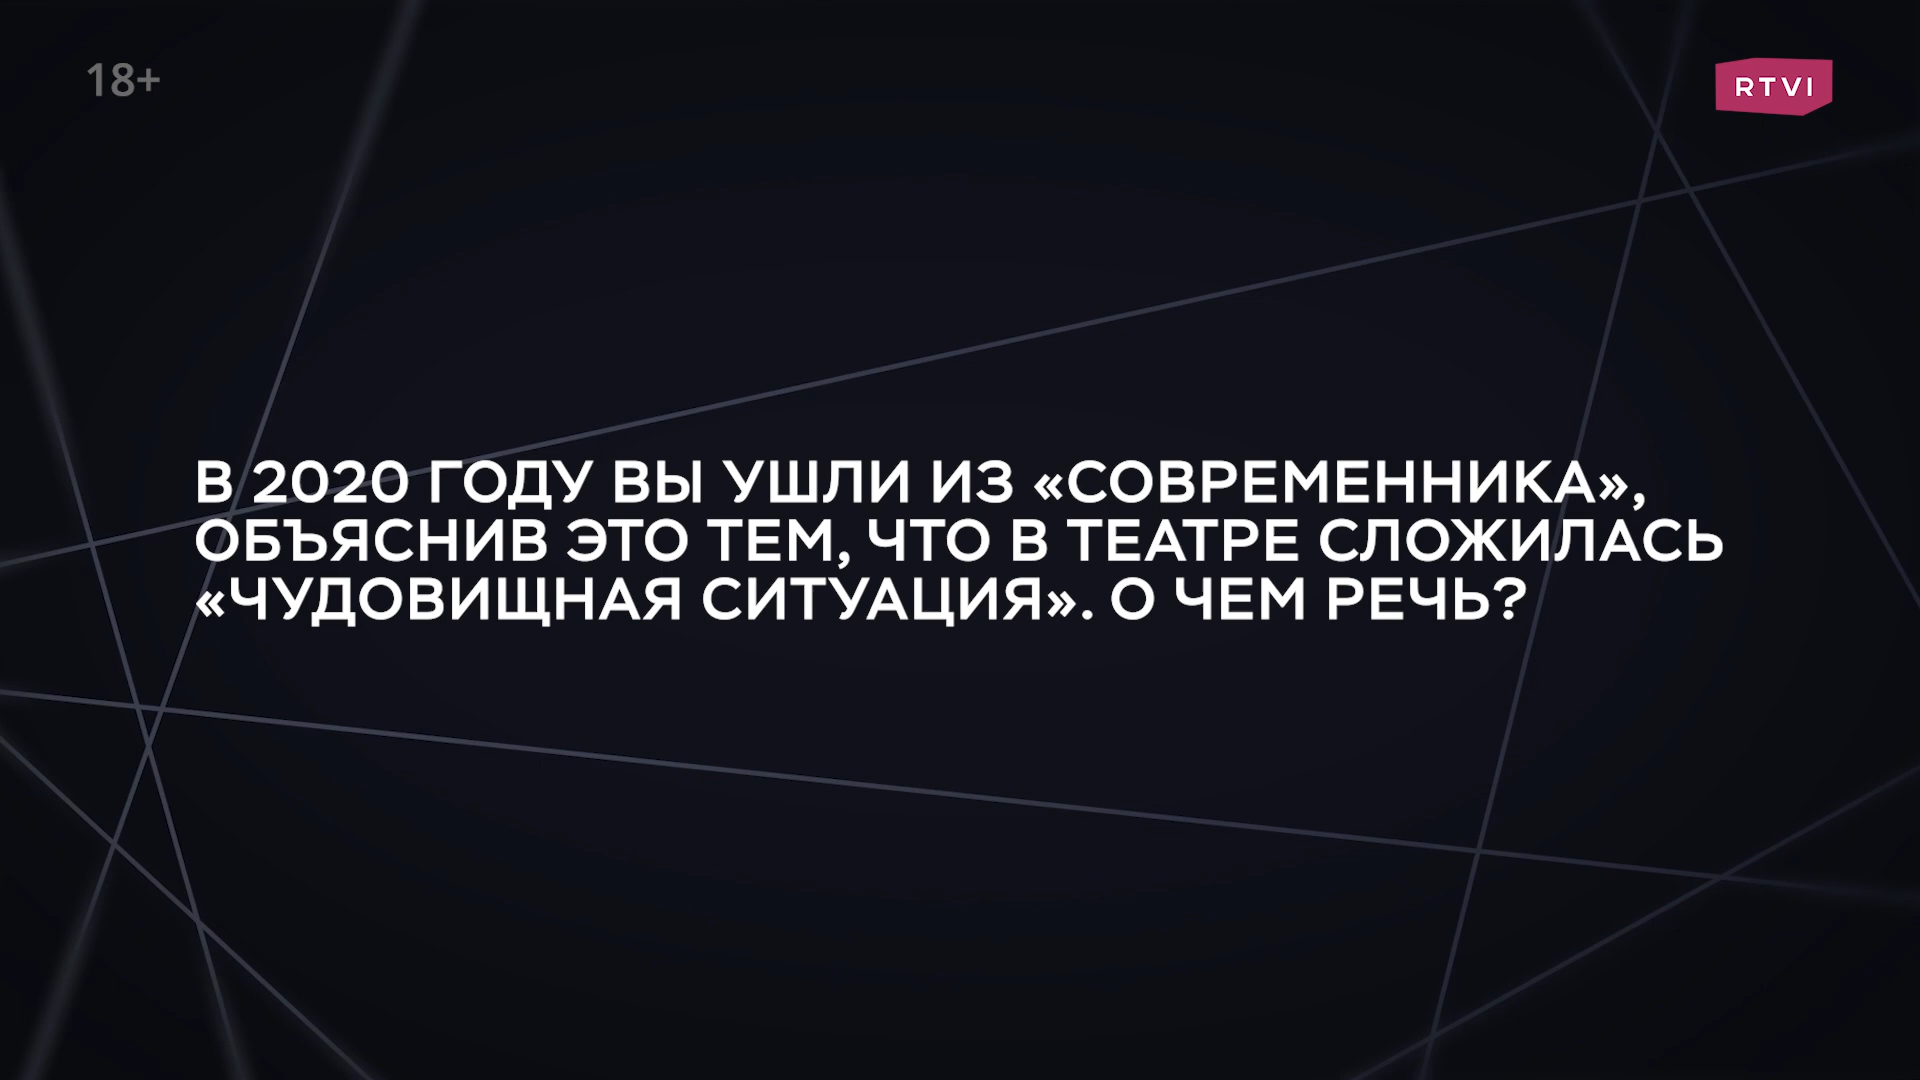 18+
RTVI
В 2020 ГОДУ ВЫ УШЛИ ИЗ «СОВРЕМЕННИКА»,
ОБЪЯСНИВ ЭТО ТЕМ, ЧТО В ТЕАТРЕ СЛОЖИЛАСЬ
«ЧУДОВИЩНАЯ СИТУАЦИЯ». О ЧЕМ РЕЧЬ?